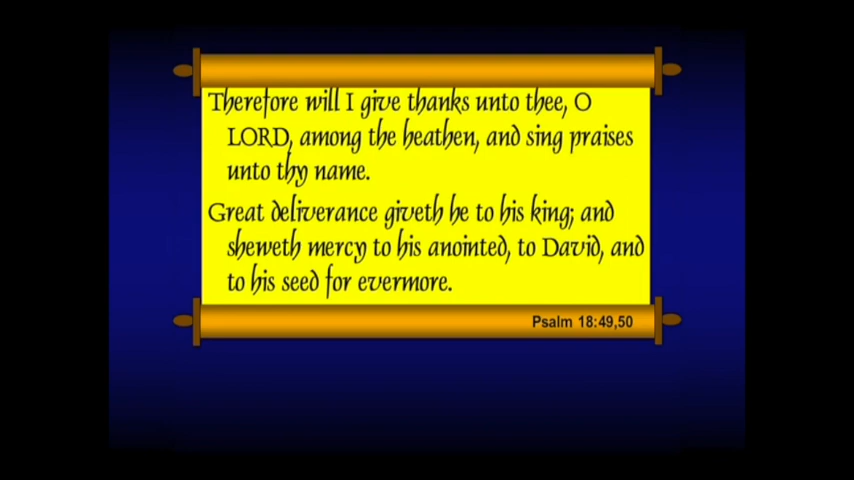 Therefore will I give thanks unto thee, O
LORD, among the heathen, and sing praises
unto thy name.
Great deliverance giveth he to his king; and
sheweth mercy to his anointed, to David, and
to his seed for evermore.
Psalm 18:49,50